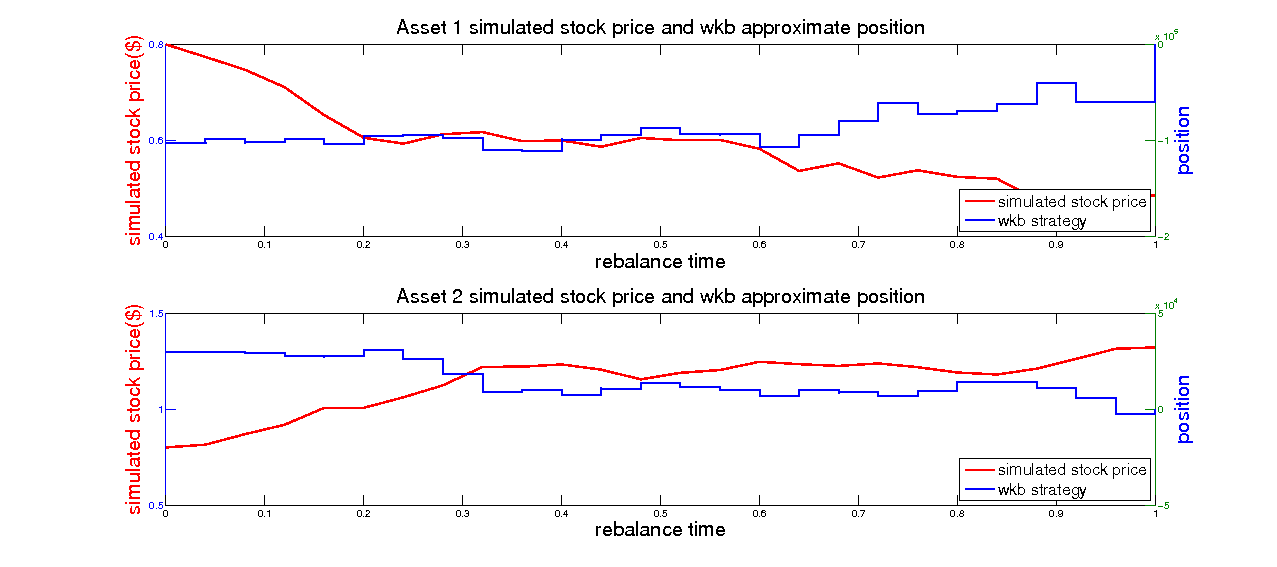 Asset 1 simulated stock price and wkb approximate position
simulated stock price($)
0.8
0.6
0.4
x 10^5
0
-1
-2
position
simulated stock price
wkb strategy
0 0.1 0.2 0.3 0.4 0.5 0.6 0.7 0.8 0.9 1
rebalance time
Asset 2 simulated stock price and wkb approximate position
simulated stock price($)
1.5
1
0.5
x 10^4
5
0
-5
position
simulated stock price
wkb strategy
0 0.1 0.2 0.3 0.4 0.5 0.6 0.7 0.8 0.9 1
rebalance time